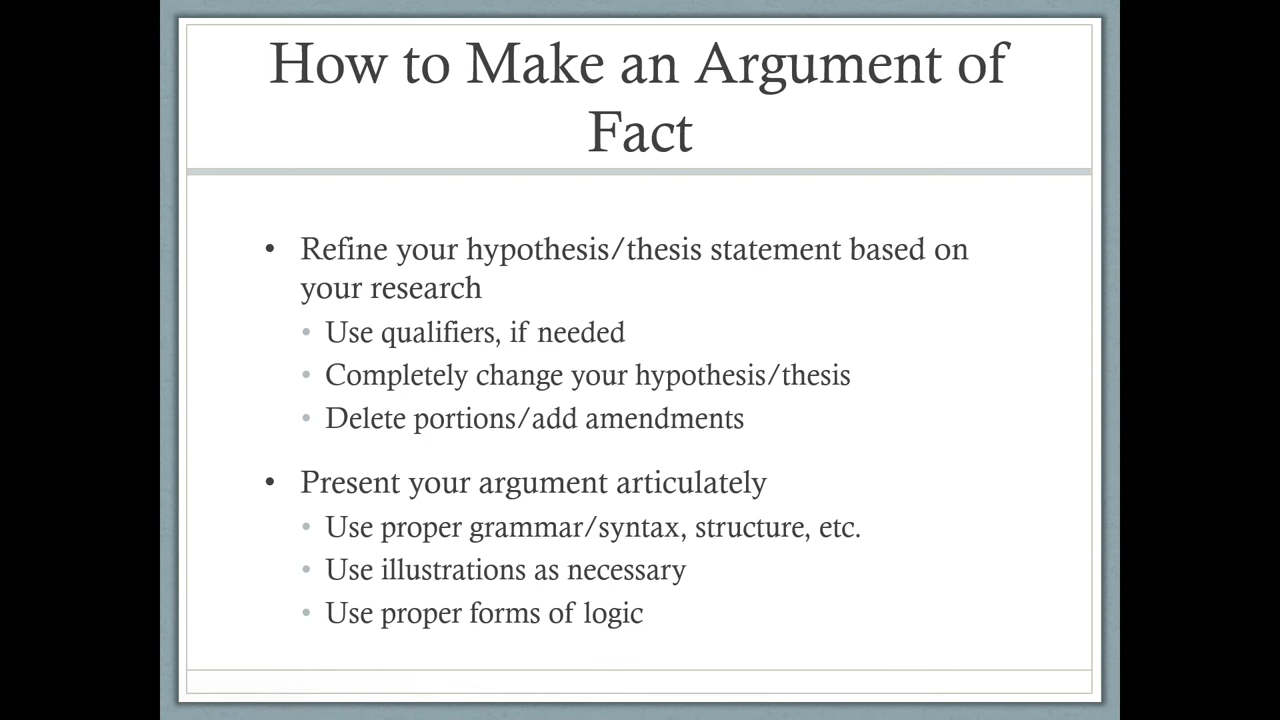 How to Make an Argument of
Fact
• Refine your hypothesis/thesis statement based on
your research
• Use qualifiers, if needed
• Completely change your hypothesis/thesis
• Delete portions/add amendments
• Present your argument articulately
• Use proper grammar/syntax, structure, etc.
• Use illustrations as necessary
• Use proper forms of logic